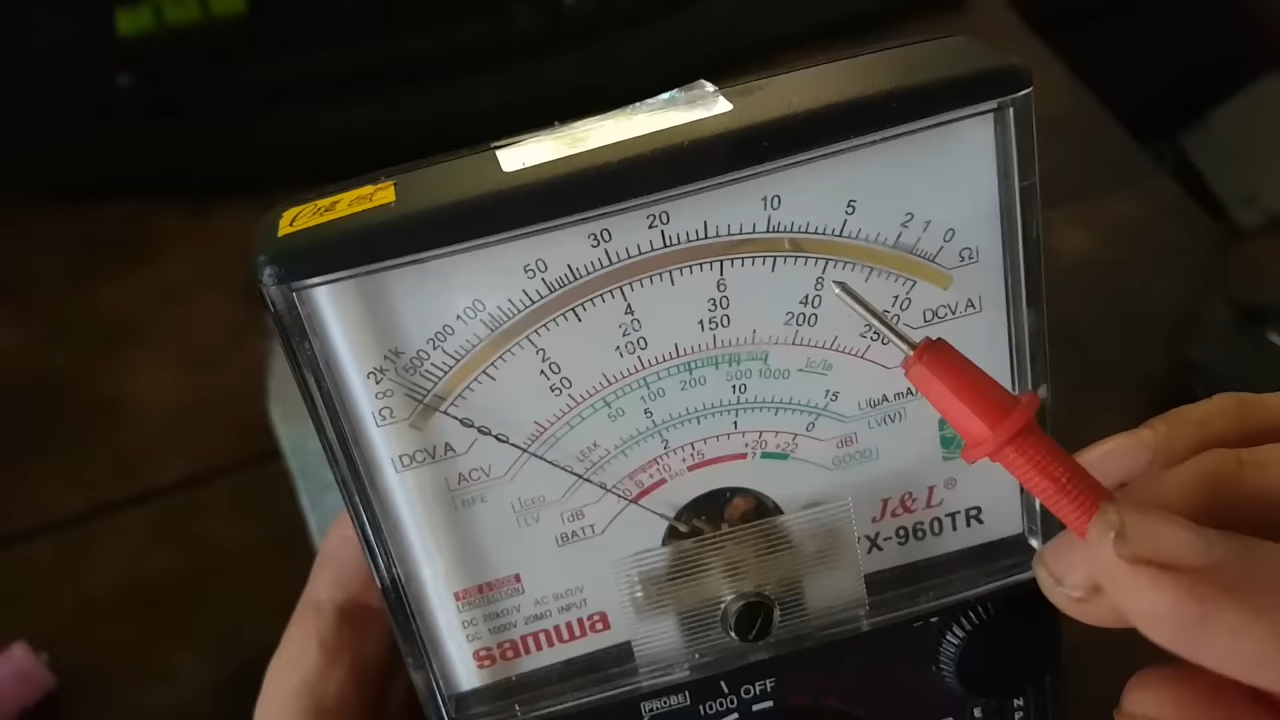 50 30 20 10 5 2 1 0
2k 1k 500 200 100
∞
Ω Ω
2 4 6 8 10
10 20 30 40 50
50 100 150 200 250
DCV.A DCV.A
ACV
hFE
50 100 200 500 1000 Ic/Ib
ICEO LEAK
LV
5 10 15 LI(μA.mA)
LV(V)
2 1 0
dB 0 +10 +15 +20 +22 dB
BATT BAD ? GOOD
J&L®
X-960TR
FUSE & DIODE
PROTECTION
DC 20kΩ/V AC 9kΩ/V
DC 1000V 20MΩ INPUT
samwa
PROBE 1000 OFF
E N
P